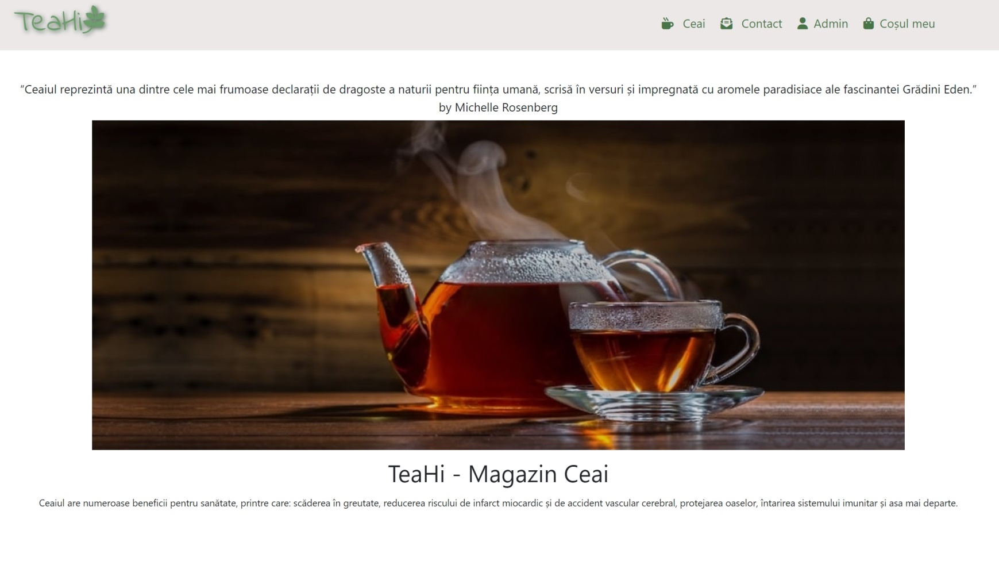 TeaHi
Ceai Contact Admin Coșul meu
“Ceaiul reprezintă una dintre cele mai frumoase declarații de dragoste a naturii pentru ființa umană, scrisă în versuri și impregnată cu aromele paradisiace ale fascinantei Grădini Eden.”
by Michelle Rosenberg
TeaHi - Magazin Ceai
Ceaiul are numeroase beneficii pentru sanătate, printre care: scăderea în greutate, reducerea riscului de infarct miocardic și de accident vascular cerebral, protejarea oaselor, întarirea sistemului imunitar și asa mai departe.